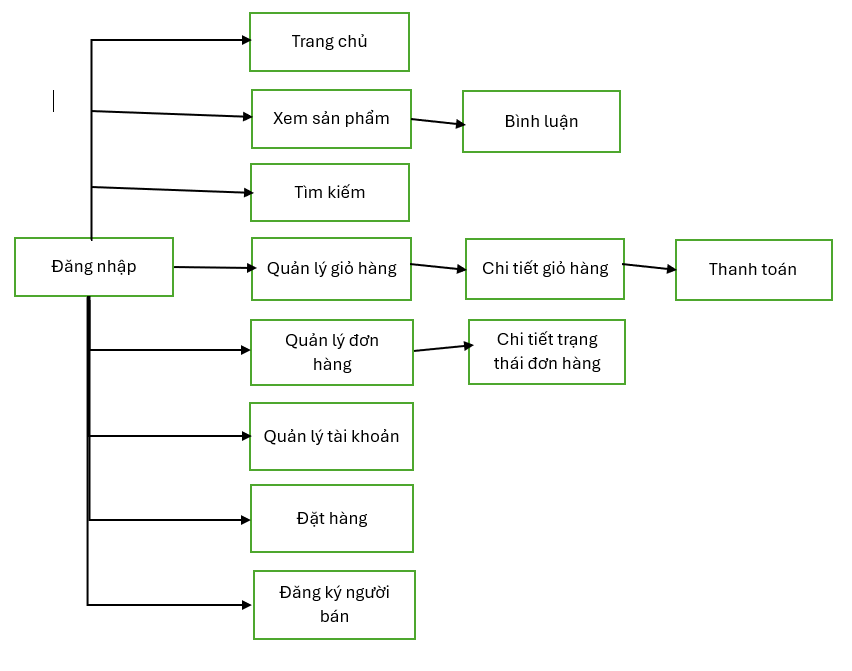 Trang chủ
Xem sản phẩm
Bình luận
Tìm kiếm
Đăng nhập
Quản lý giỏ hàng
Chi tiết giỏ hàng
Thanh toán
Quản lý đơn
hàng
Chi tiết trạng
thái đơn hàng
Quản lý tài khoản
Đặt hàng
Đăng ký người
bán